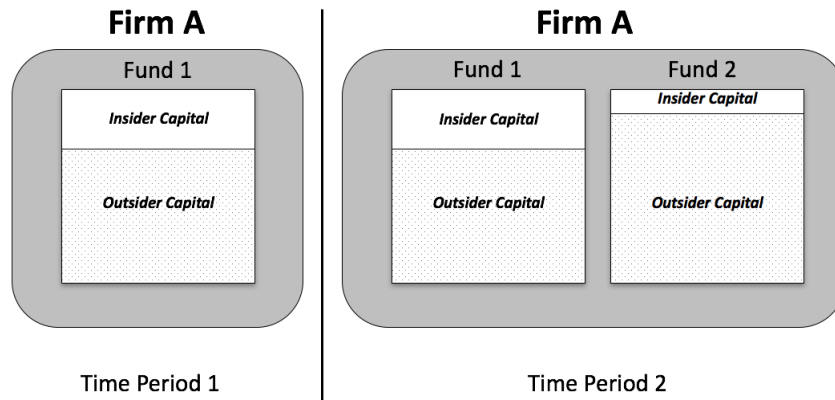 Firm A
Fund 1
Insider Capital
Outsider Capital
Time Period 1
Firm A
Fund 1
Insider Capital
Outsider Capital
Fund 2
Insider Capital
Outsider Capital
Time Period 2